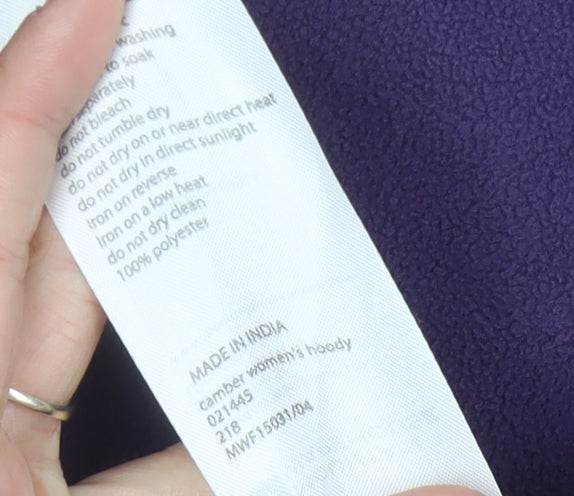 washing
to soak
separately
do not bleach
do not tumble dry
do not dry on or near direct heat
do not dry in direct sunlight
iron on reverse
iron on a low heat
do not dry clean
100% polyester
MADE IN INDIA
camber women's hoody
021445
218
MWF15031/04